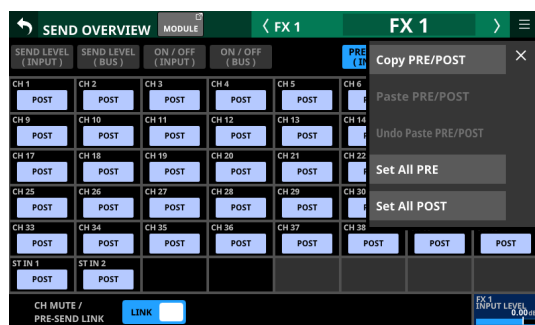 SEND OVERVIEW MODULE FX 1 FX 1
SEND LEVEL SEND LEVEL ON / OFF ON / OFF PRE
( INPUT ) ( BUS ) ( INPUT ) ( BUS )
Copy PRE/POST
Paste PRE/POST
Undo Paste PRE/POST
Set All PRE
Set All POST
CH 1 CH 2 CH 3 CH 4 CH 5 CH 6
POST POST POST POST POST
CH 9 CH 10 CH 11 CH 12 CH 13 CH 14
POST POST POST POST POST
CH 17 CH 18 CH 19 CH 20 CH 21 CH 22
POST POST POST POST POST
CH 25 CH 26 CH 27 CH 28 CH 29 CH 30
POST POST POST POST POST
CH 33 CH 34 CH 35 CH 36 CH 37 CH 38
POST POST POST POST POST POST POST POST
ST IN 1 ST IN 2
POST POST
CH MUTE /
PRE-SEND LINK
LINK
FX 1
INPUT LEVEL
0.00